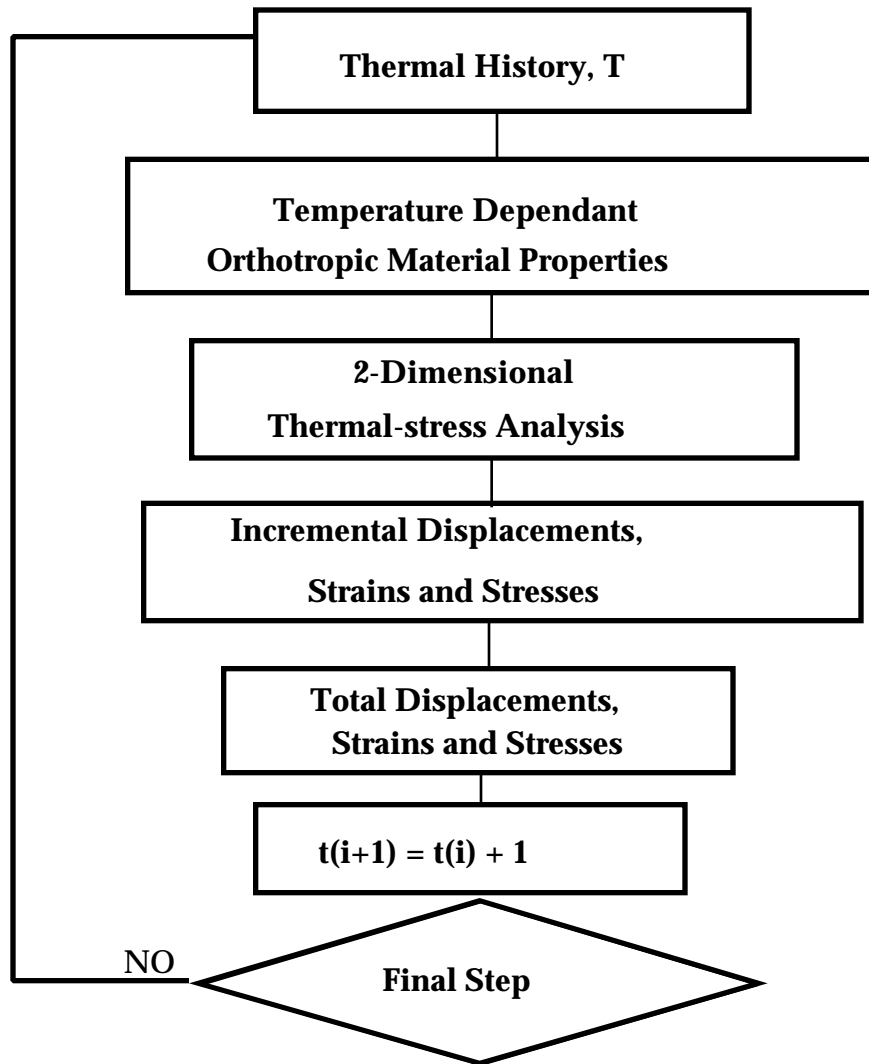 Thermal History, T
Temperature Dependant
Orthotropic Material Properties
2-Dimensional
Thermal-stress Analysis
Incremental Displacements,
Strains and Stresses
Total Displacements,
Strains and Stresses
t(i+1) = t(i) + 1
NO
Final Step